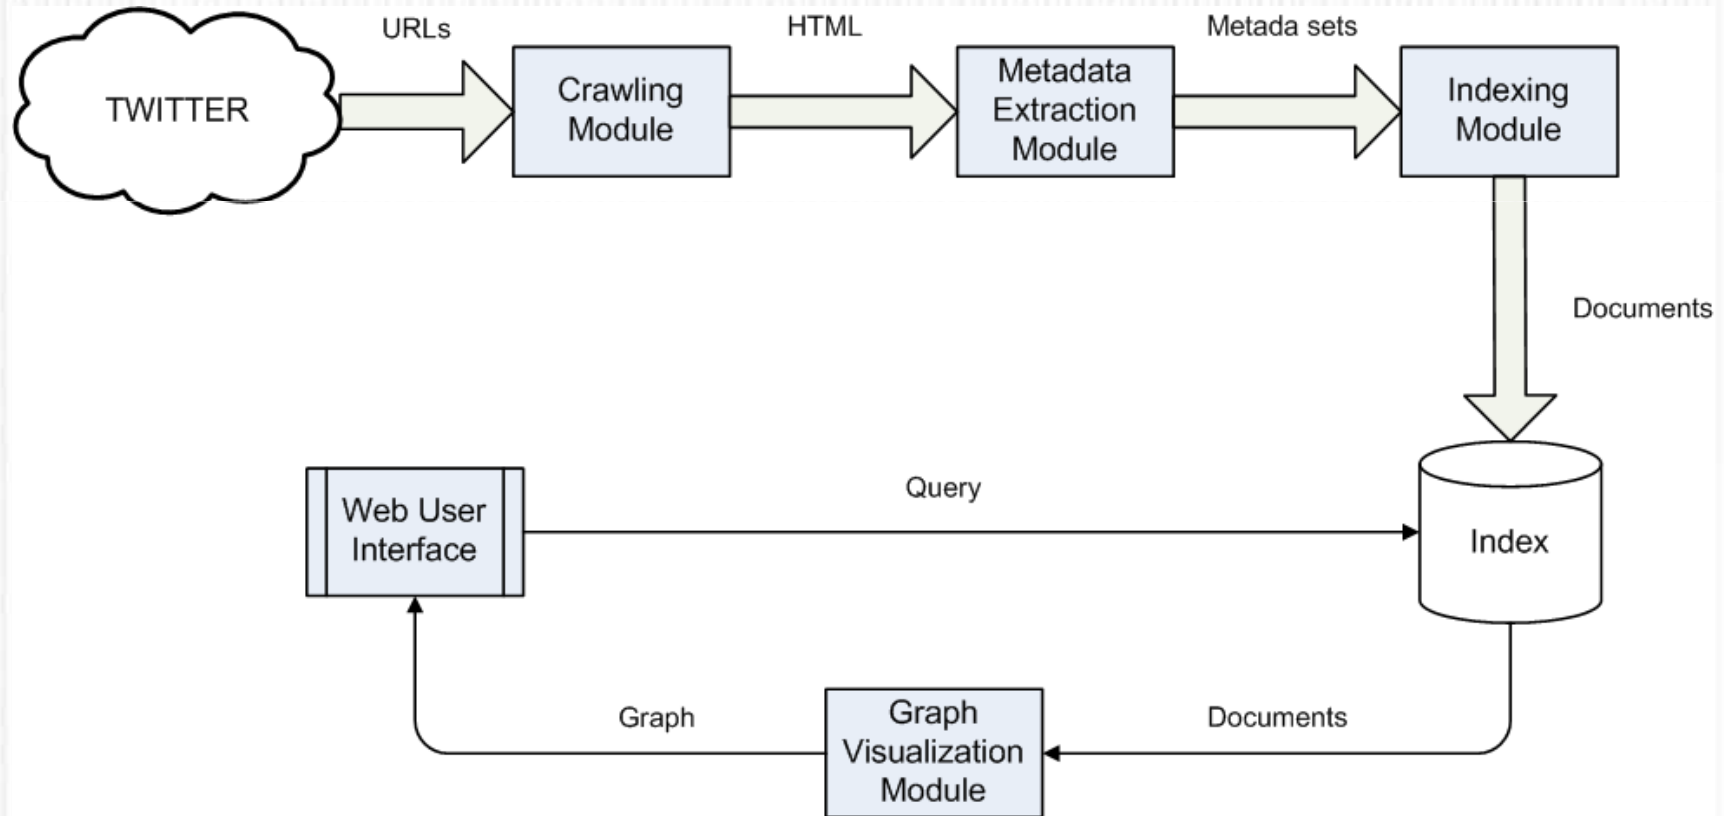 URLs
HTML
Metada sets
TWITTER
Crawling
Module
Metadata
Extraction
Module
Indexing
Module
Documents
Web User
Interface
Query
Index
Graph
Graph
Visualization
Module
Documents